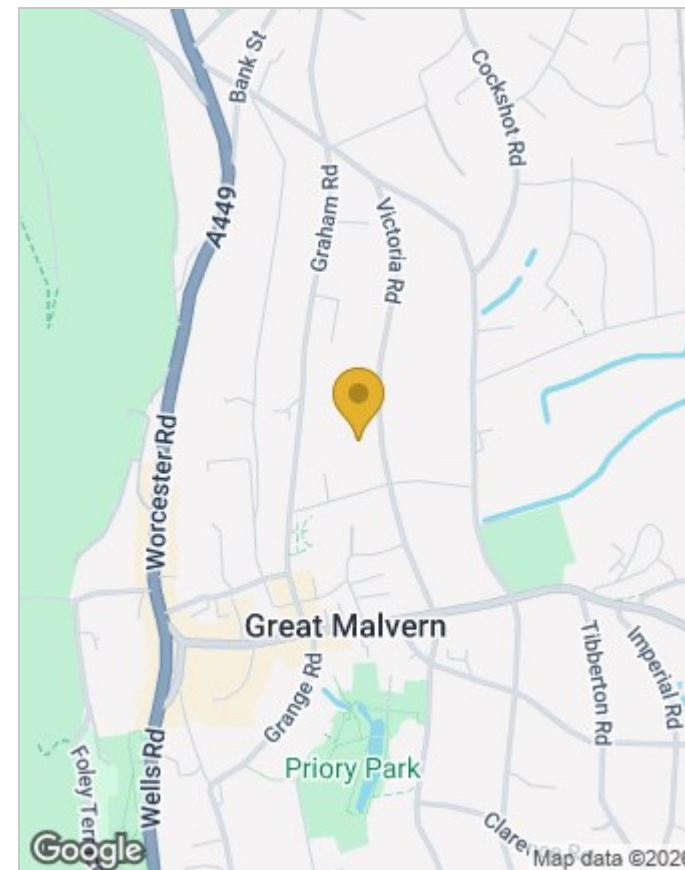 Bank St
Cockshot Rd
A449
Graham Rd
Victoria Rd
Worcester Rd
Great Malvern
Tibberton Rd
Imperial Rd
Grange Rd
Priory Park
Wells Rd
Foley Terr
Google
Map data ©2026